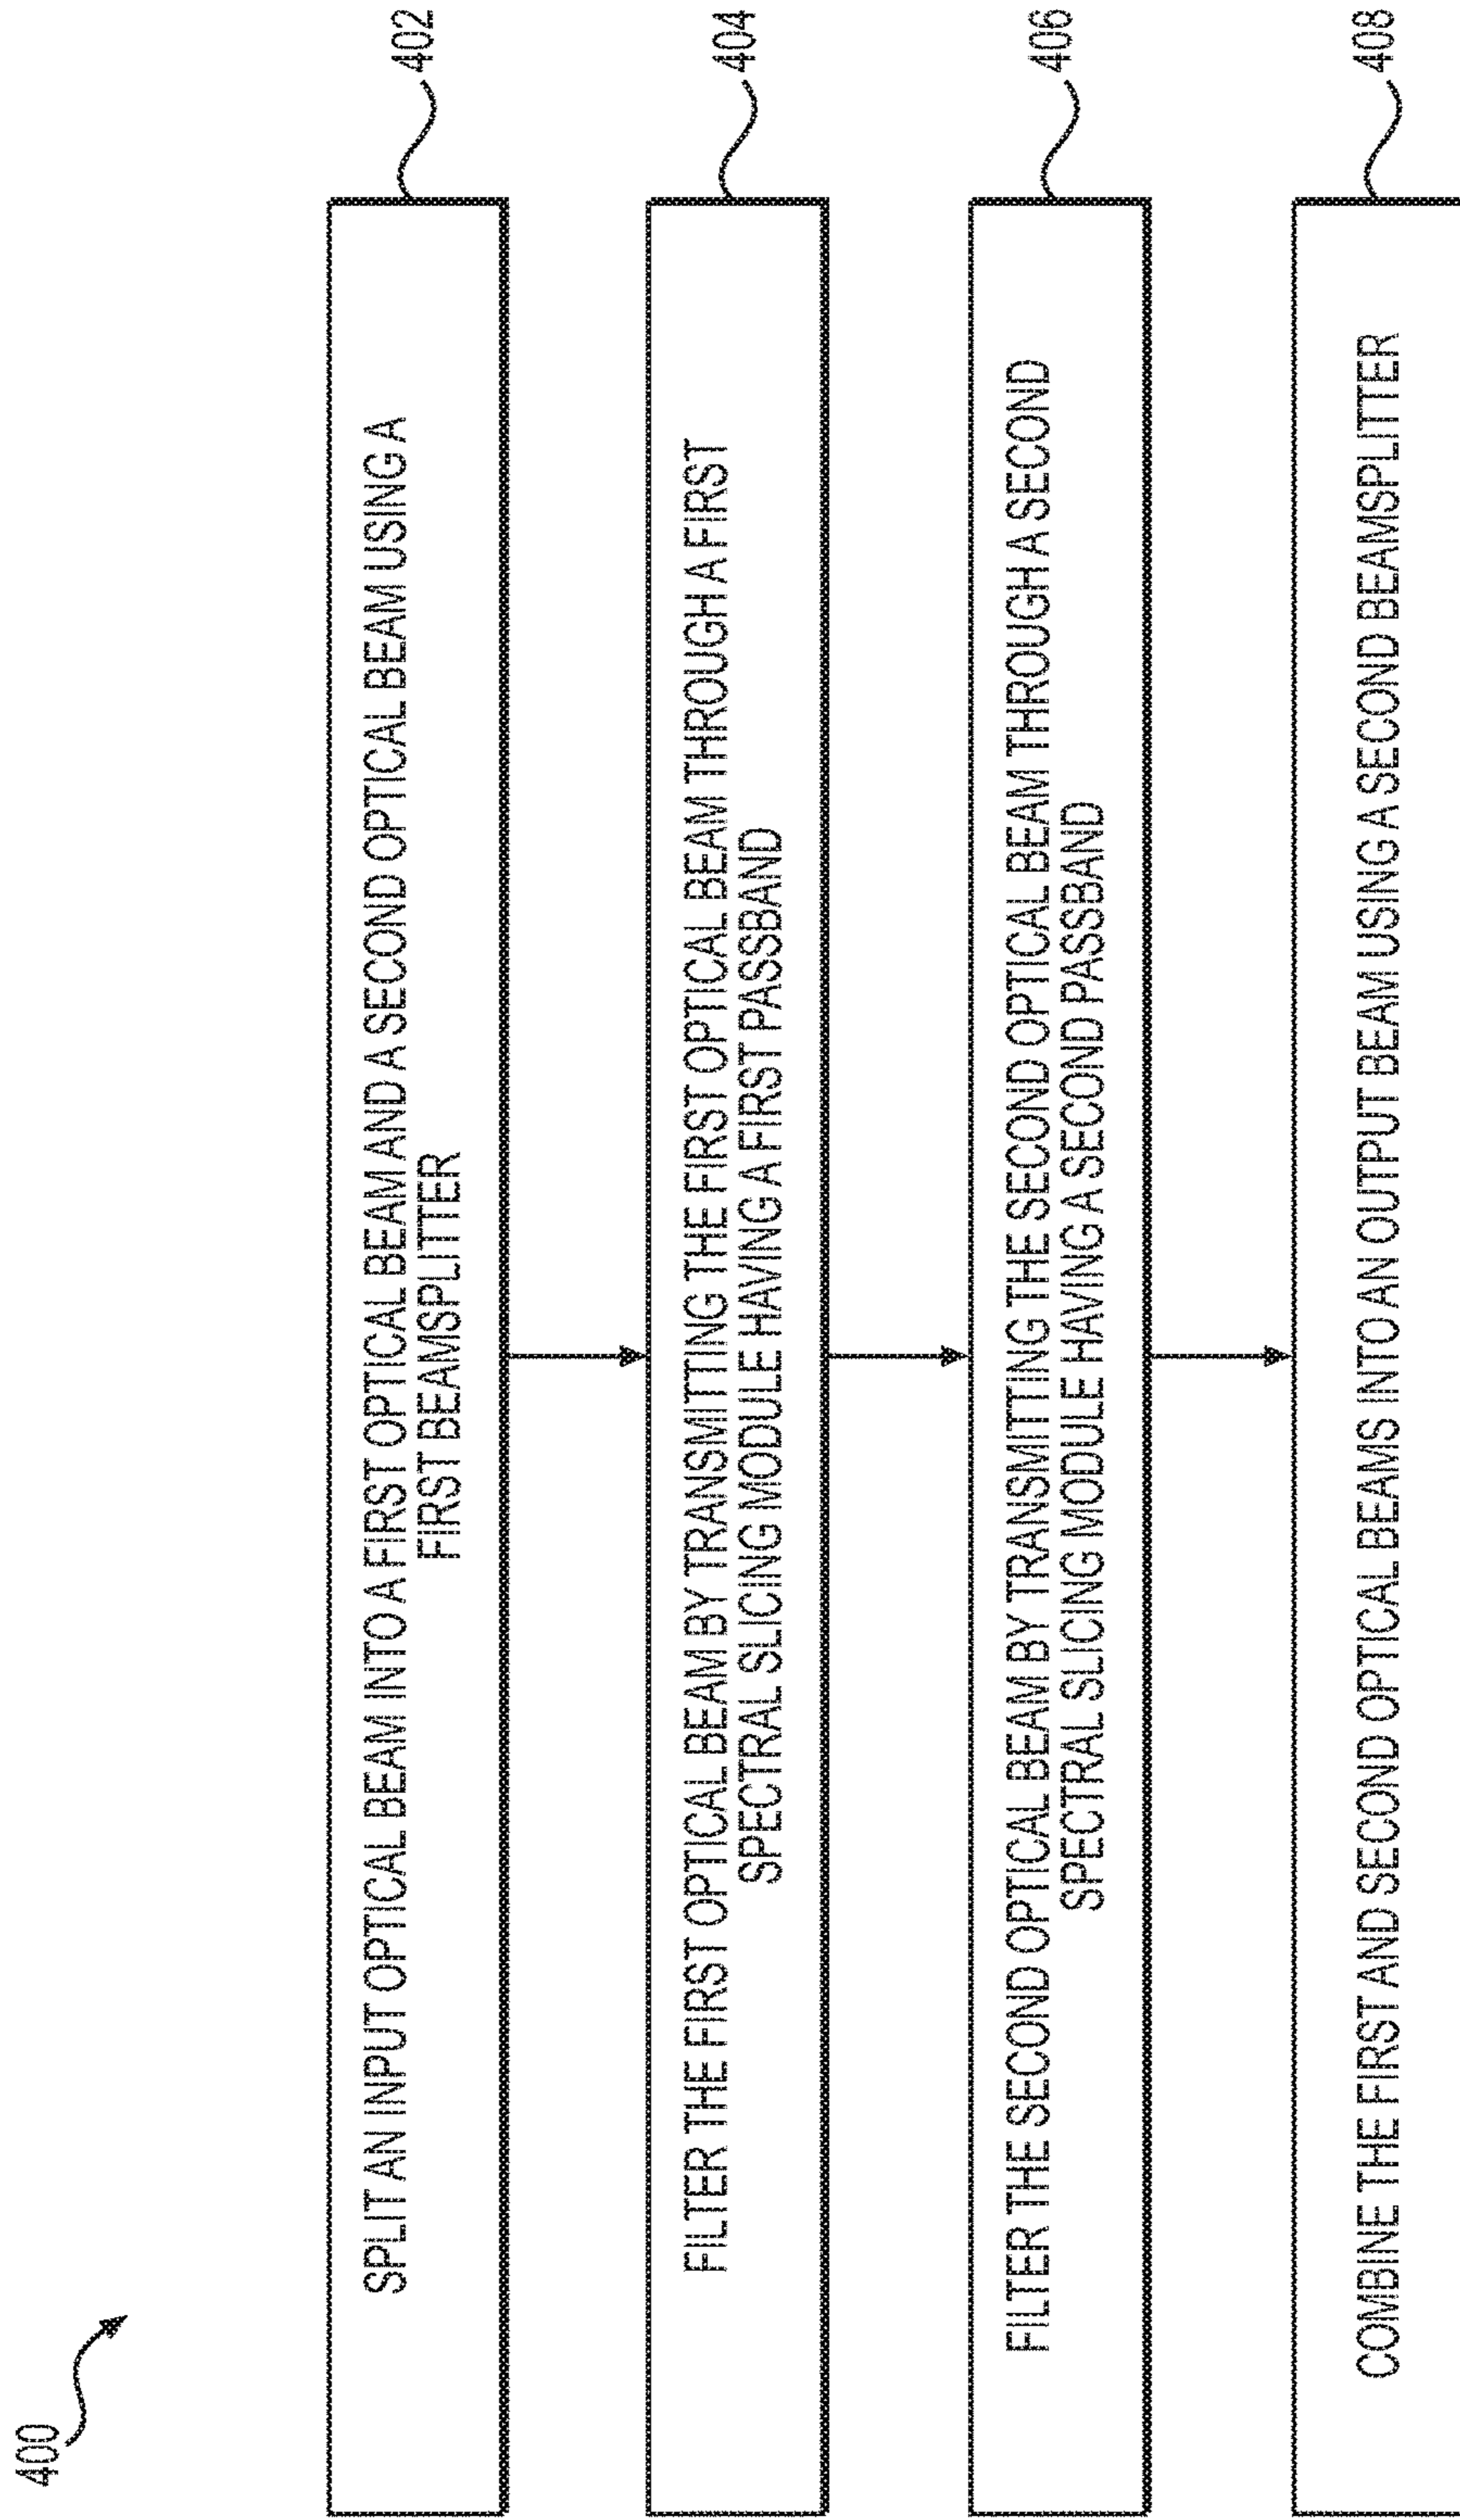 400
SPLIT AN INPUT OPTICAL BEAM INTO A FIRST OPTICAL BEAM AND A SECOND OPTICAL BEAM USING A
FIRST BEAMSPLITTER
402
FILTER THE FIRST OPTICAL BEAM BY TRANSMITTING THE FIRST OPTICAL BEAM THROUGH A FIRST
SPECTRAL SLICING MODULE HAVING A FIRST PASSBAND
404
FILTER THE SECOND OPTICAL BEAM BY TRANSMITTING THE SECOND OPTICAL BEAM THROUGH A SECOND
SPECTRAL SLICING MODULE HAVING A SECOND PASSBAND
406
COMBINE THE FIRST AND SECOND OPTICAL BEAMS INTO AN OUTPUT BEAM USING A SECOND BEAMSPLITTER
408